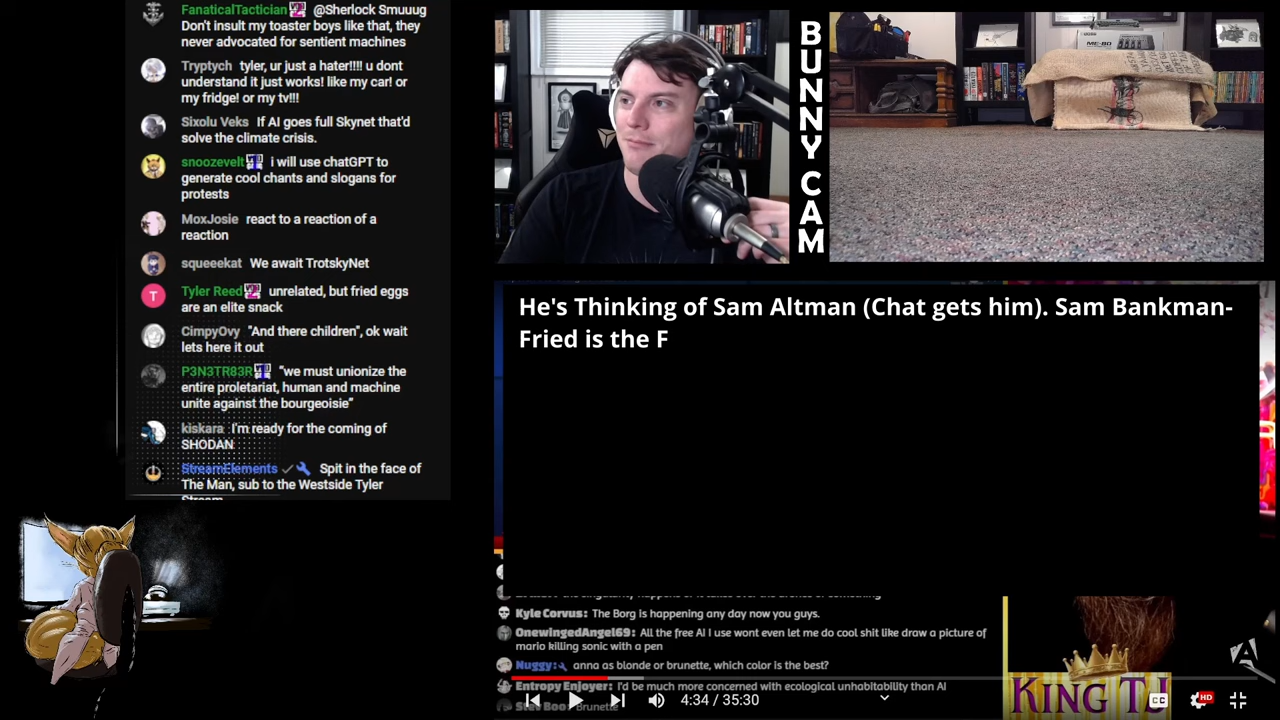 FanaticalTactician @Sherlock Smuuug
Don't insult my toaster boys like that, they
never advocated for sentient machines
Tryptych tyler, ur just a hater!!!! u dont
understand it just works! like my car! or
my fridge! or my tv!!!
Sixolu Veks If AI goes full Skynet that'd
solve the climate crisis.
snoozevelt i will use chatGPT to
generate cool chants and slogans for
protests
MoxJosie react to a reaction of a
reaction
squeeekat We await TrotskyNet
Tyler Reed unrelated, but fried eggs
are an elite snack
CimpyOvy "And there children", ok wait
lets here it out
P3N3TR83R "we must unionize the
entire proletariat, human and machine
unite against the bourgeoisie"
kiskara I'm ready for the coming of
SHODAN
StreamElements Spit in the face of
The Man, sub to the Westside Tyler
Stream
BUNNY CAM
ME-80
He's Thinking of Sam Altman (Chat gets him). Sam Bankman-
Fried is the F
Kyle Corvus: The Borg is happening any day now you guys.
OnewingedAngel69: All the free AI I use wont even let me do cool shit like draw a picture of
mario killing sonic with a pen
Nuggy: anna as blonde or brunette, which color is the best?
Entropy Enjoyer: I'd be much more concerned with ecological unhabitability than AI
Stev Boo: Brunette
KING TJ
4:34 / 35:30
CC
HD